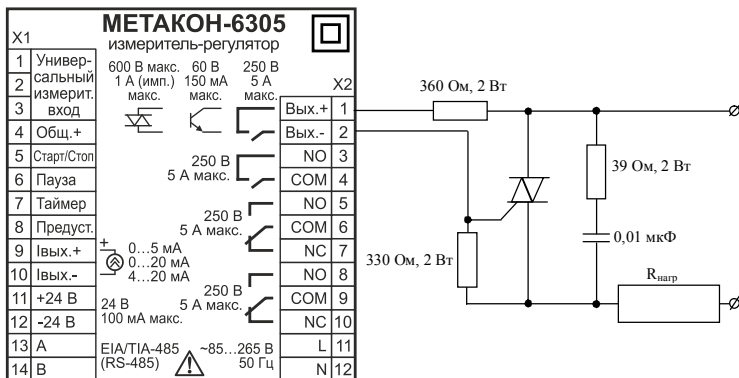 МЕТАКОН-6305
измеритель-регулятор
X1
1
2
3
Универ-
сальный
измерит.
вход
4 Общ.+
5 Старт/Стоп
6 Пауза
7 Таймер
8 Предуст.
9 Iвых.+
10 Iвых.-
11 +24 В
12 -24 В
13 A
14 B
600 В макс.
1 А (имп.)
макс.
60 В
150 мА
макс.
250 В
5 А
макс.
250 В
5 А макс.
250 В
5 А макс.
250 В
5 А макс.
+
0...5 мА
0...20 мА
4...20 мА
24 В
100 мА макс.
EIA/TIA-485
(RS-485)
~85...265 В
50 Гц
X2
Вых.+ 1
Вых.- 2
NO 3
COM 4
NO 5
COM 6
NC 7
NO 8
COM 9
NC 10
L 11
N 12
360 Ом, 2 Вт
39 Ом, 2 Вт
0,01 мкФ
330 Ом, 2 Вт
Rнагр